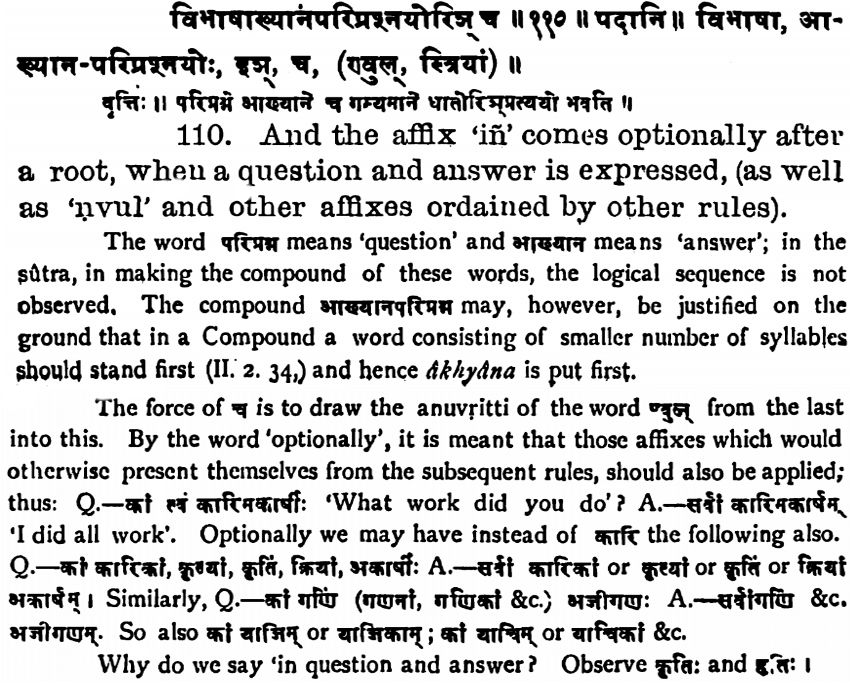 विभाषाख्यानंपरिप्रश्नयोरिञ् च ॥ ११० ॥ पदानि ॥ विभाषा, आ-
ख्यान-परिप्रश्नयोः, इञ्, च, (ण्वुल्, स्त्रियां) ॥
वृत्तिः ॥ परिप्रश्ने आख्याने च गम्यमाने धातोरिञ्प्रत्ययो भवति ॥
110. And the affix 'iñ' comes optionally after
a root, when a question and answer is expressed, (as well
as 'ṇvul' and other affixes ordained by other rules).
The word परिप्रश्न means 'question' and आख्यान means 'answer'; in the
sûtra, in making the compound of these words, the logical sequence is not
observed. The compound आख्यानपरिप्रश्न may, however, be justified on the
ground that in a Compound a word consisting of smaller number of syllables
should stand first (II. 2. 34,) and hence âkhyâna is put first.
The force of च is to draw the anuvṛitti of the word ण्वुल् from the last
into this. By the word 'optionally', it is meant that those affixes which would
otherwise present themselves from the subsequent rules, should also be applied;
thus: Q.—कां त्वं कारिमकार्षीः 'What work did you do'? A.—सर्वां कारिमकार्षम्
'I did all work'. Optionally we may have instead of कारि the following also.
Q.—कां कारिकां, कृत्यां, कृतिं, क्रियां, अकार्षीः A.—सर्वां कारिकां or कृत्यां or कृतिं or क्रियां
अकार्षम् । Similarly, Q.—कां गणिं (गणनां, गणिकां &c.) अजीगणः A.—सर्वांगणिं &c.
अजीगणम्. So also कां याजिम् or याजिकाम्; कां याचिम् or याचिकां &c.
Why do we say 'in question and answer? Observe कृतिः and हृतिः ।